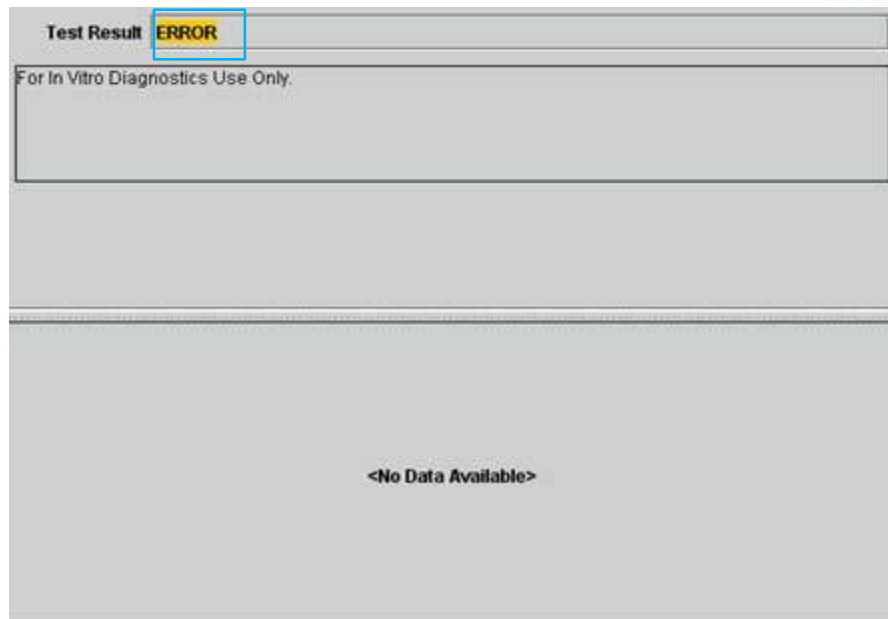 Test Result ERROR
For In Vitro Diagnostics Use Only.
<No Data Available>